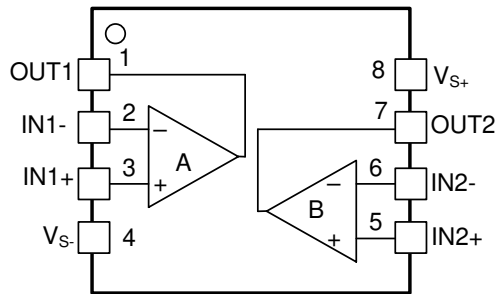 OUT1 1
IN1- 2 −
IN1+ 3 +
A
V_S- 4
8 V_S+
7 OUT2
− 6 IN2-
B
+ 5 IN2+